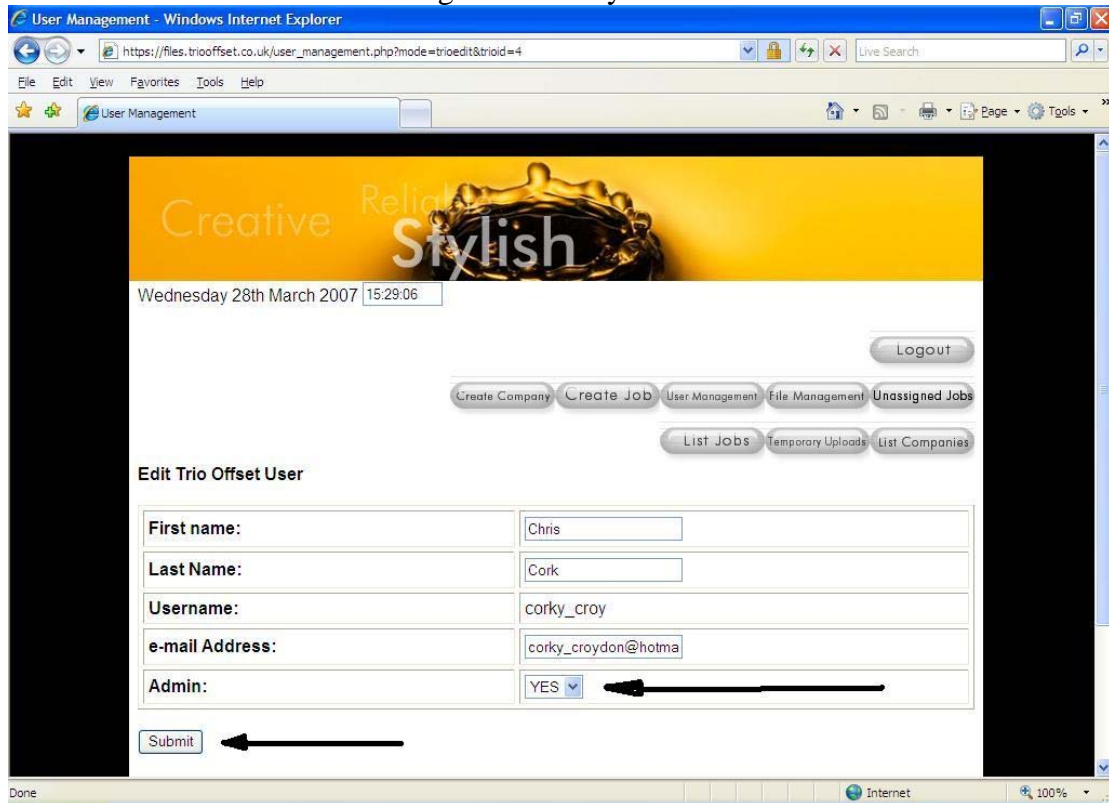 User Management - Windows Internet Explorer
https://files.triooffset.co.uk/user_management.php?mode=trioedit&trioid=4
Live Search
File Edit View Favorites Tools Help
User Management
Page Tools »
Creative Reliable Stylish
Wednesday 28th March 2007 15:29:06
Logout
Create Company Create Job User Management File Management Unassigned Jobs
List Jobs Temporary Uploads List Companies
Edit Trio Offset User
First name: Chris
Last Name: Cork
Username: corky_croy
e-mail Address: corky_croydon@hotma
Admin: YES
Submit
Done Internet 100%